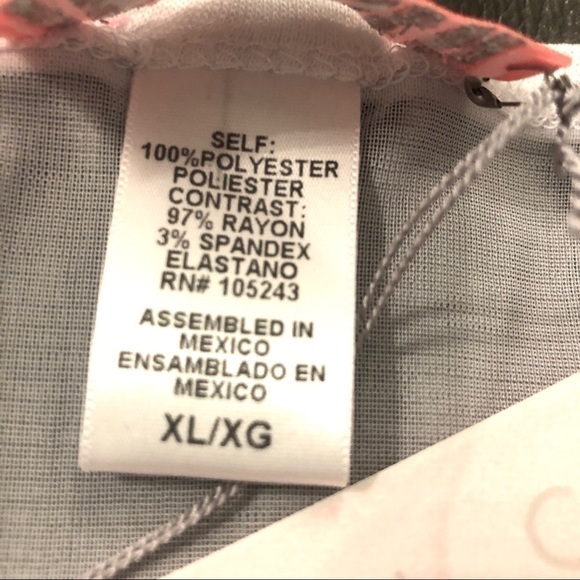 SELF:
100%POLYESTER
POLIESTER
CONTRAST:
97% RAYON
3% SPANDEX
ELASTANO
RN# 105243
ASSEMBLED IN
MEXICO
ENSAMBLADO EN
MEXICO
XL/XG